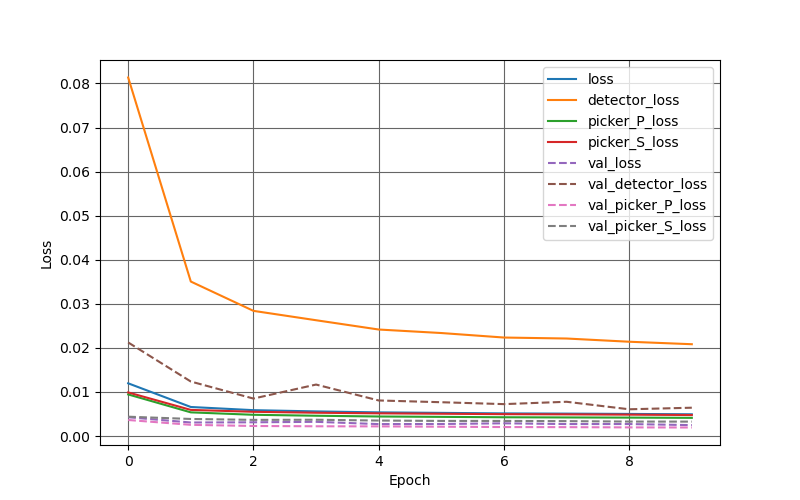 0.08
0.07
0.06
0.05
0.04
0.03
0.02
0.01
0.00
Loss
0 2 4 6 8
Epoch
loss
detector_loss
picker_P_loss
picker_S_loss
val_loss
val_detector_loss
val_picker_P_loss
val_picker_S_loss